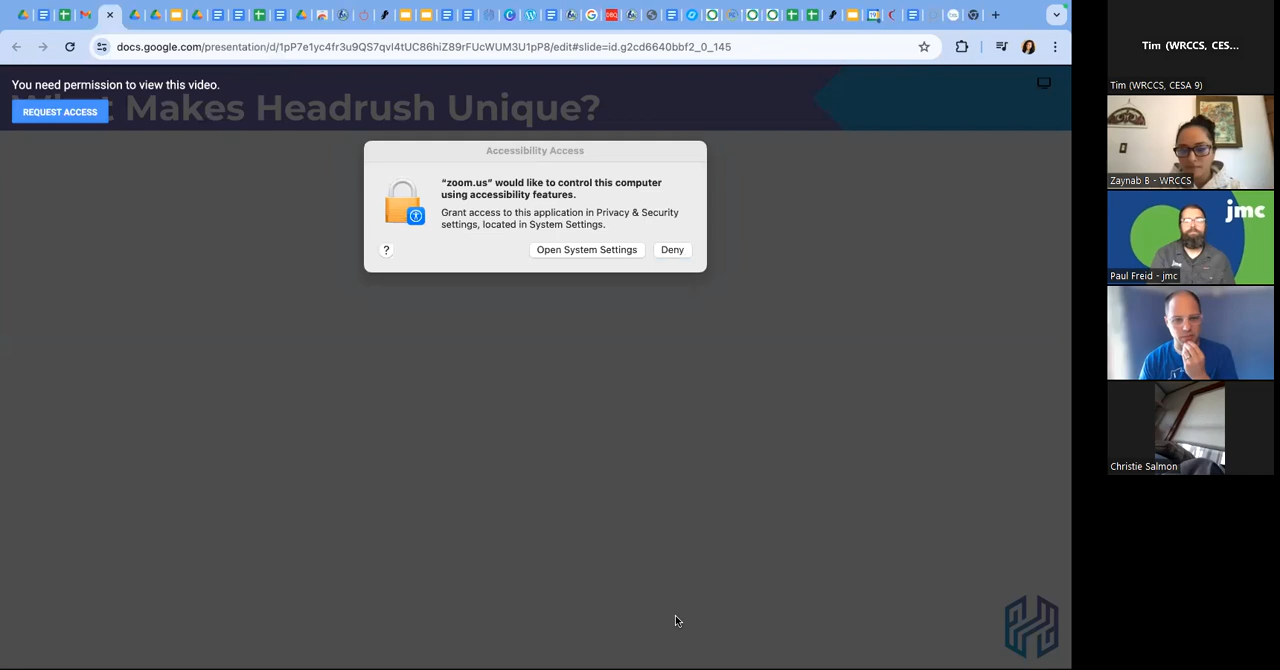 docs.google.com/presentation/d/1pP7e1yc4fr3u9QS7qvI4tUC86hiZ89rFUcWUM3U1pP8/edit#slide=id.g2cd6640bbf2_0_145
You need permission to view this video.
REQUEST ACCESS
Makes Headrush Unique?
Accessibility Access
“zoom.us” would like to control this computer
using accessibility features.
Grant access to this application in Privacy & Security
settings, located in System Settings.
?
Open System Settings
Deny
Tim (WRCCS, CES...
Tim (WRCCS, CESA 9)
Zaynab B - WRCCS
jmc
Paul Freid - jmc
Christie Salmon